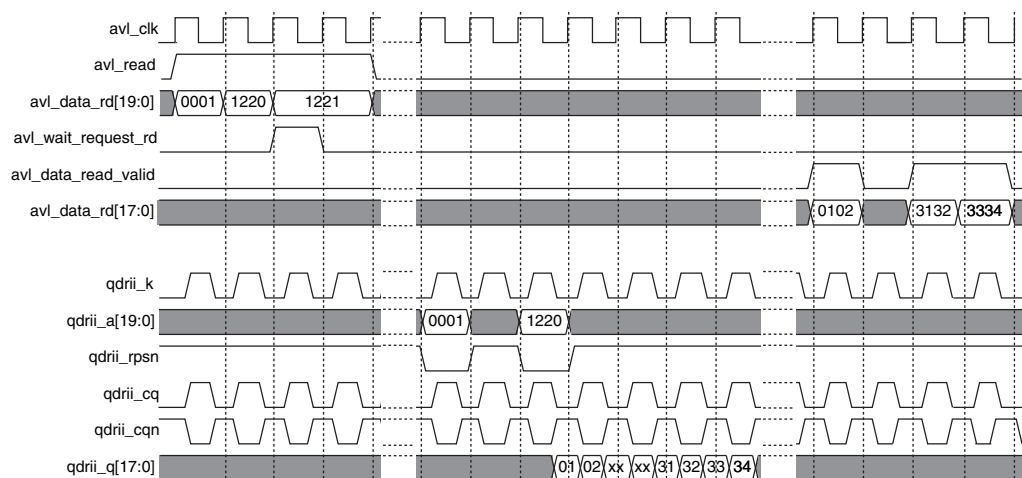 avl_clk
avl_read
avl_data_rd[19:0] 0001 1220 1221
avl_wait_request_rd
avl_data_read_valid
avl_data_rd[17:0] 0102 3132 3334
qdrii_k
qdrii_a[19:0] 0001 1220
qdrii_rpsn
qdrii_cq
qdrii_cqn
qdrii_q[17:0] 01 02 xx xx 31 32 33 34